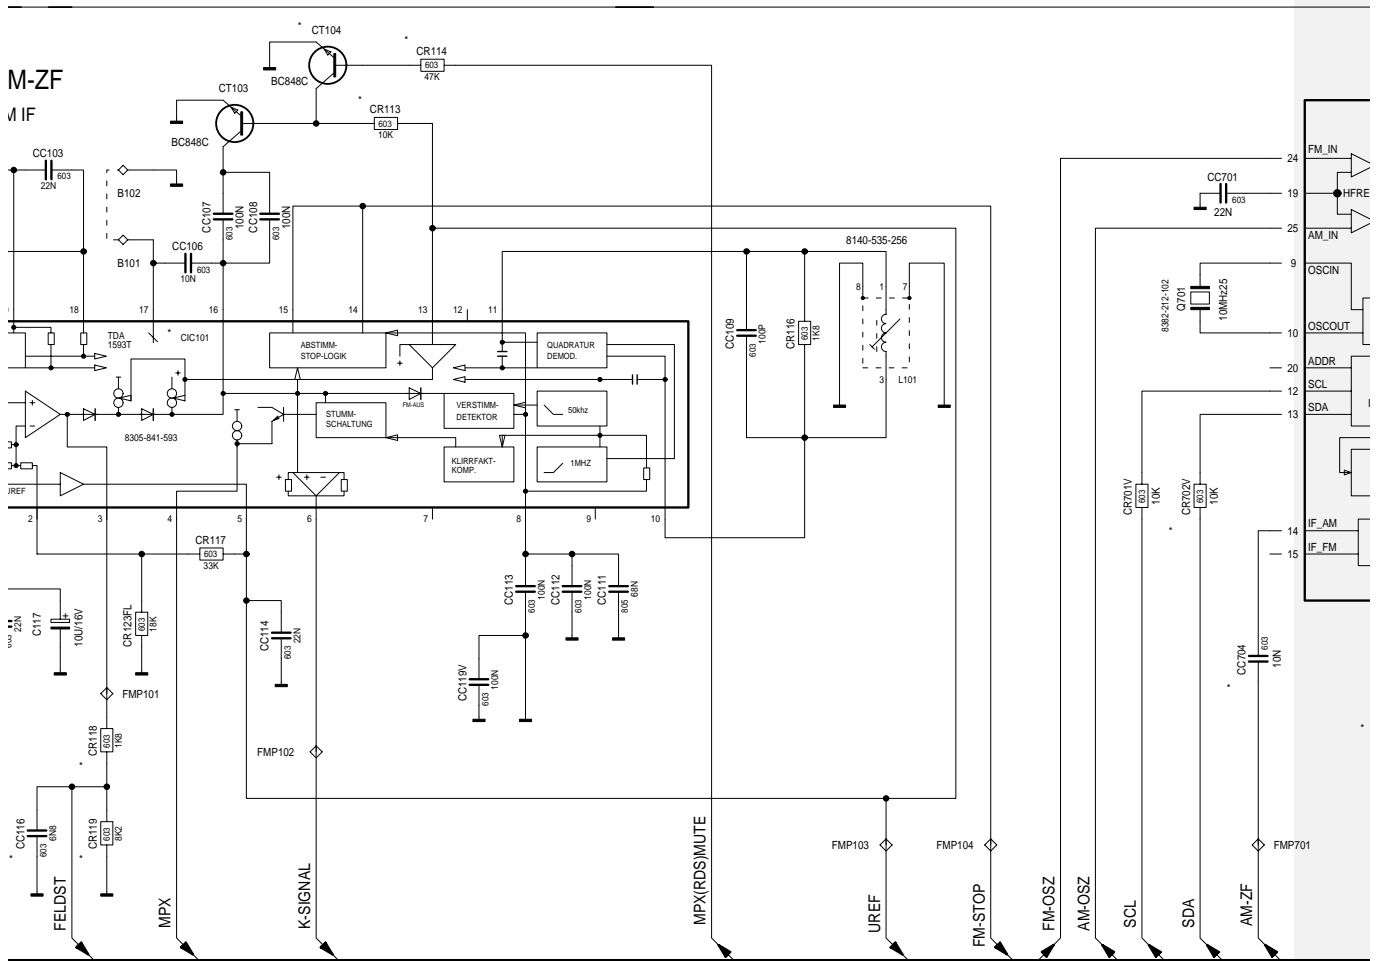 M-ZF
M IF
CT104
BC848C
CR114
603
47K
CT103
BC848C
CR113
603
10K
CC103
603
22N
B102
B101
CC106
603
10N
CC107
603
100N
CC108
603
100N
CC701
603
22N
24
FM_IN
19
HFRE
25
AM_IN
9
OSCIN
8382-212-102
Q701
10MHz25
10
OSCOUT
20
ADDR
12
SCL
13
SDA
14
IF_AM
15
IF_FM
8140-535-256
8
1
7
3
L101
CC109
603
100P
CR116
603
1K8
18
17
16
15
14
13
12
11
TDA
1593T
CIC101
ABSTIMM-
STOP-LOGIK
QUADRATUR
DEMOD.
STUMM-
SCHALTUNG
FM-AUS
VERSTIMM-
DETEKTOR
50khz
KLIRRFAKT-
KOMP.
1MHZ
8305-841-593
UREF
2
3
4
5
6
7
8
9
10
CR117
603
33K
CR701V
603
10K
CR702V
603
10K
603
22N
C117
10U/16V
CR123FL
603
18K
CC114
603
22N
CC113
603
100N
CC112
603
100N
CC111
805
68N
CC119V
603
100N
CC704
603
10N
FMP101
CR118
603
1K8
FMP102
CC116
603
6N8
CR119
603
8K2
FMP103
FMP104
FMP701
FELDST
MPX
K-SIGNAL
MPX(RDS)MUTE
UREF
FM-STOP
FM-OSZ
AM-OSZ
SCL
SDA
AM-ZF